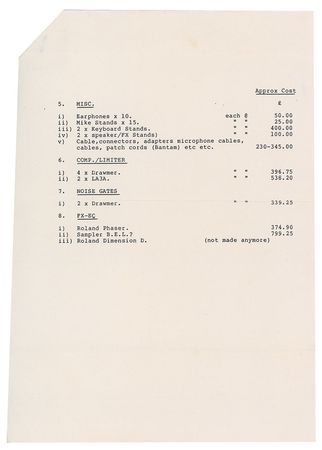 Approx Cost
5. MISC. £
i) Earphones x 10. each @ 50.00
ii) Mike Stands x 15. " " 25.00
iii) 2 x Keyboard Stands. " " 400.00
iv) 2 x speaker/FX Stands) " " 100.00
v) Cable,connectors, adapters microphone cables,
cables, patch cords (Bantam) etc etc. 230-345.00
6. COMP./LIMITER
i) 4 x Drawmer. " " 396.75
ii) 2 x LA3A. " " 538.20
7. NOISE GATES
i) 2 x Drawmer. " " 339.25
8. FX-EQ
i) Roland Phaser. 374.90
ii) Sampler B.E.L.? 799.25
iii) Roland Dimension D. (not made anymore)